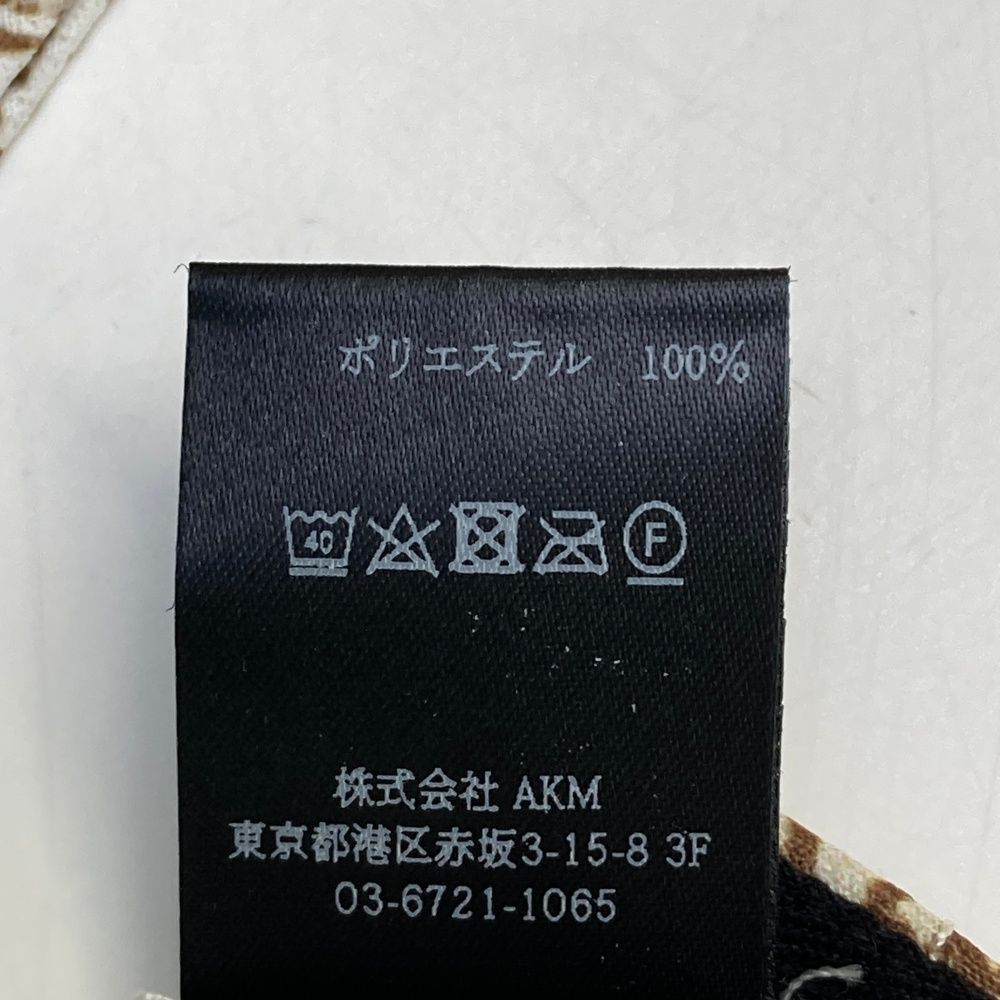 ポリエステル 100%
40 F
株式会社 AKM
東京都港区赤坂3-15-8 3F
03-6721-1065